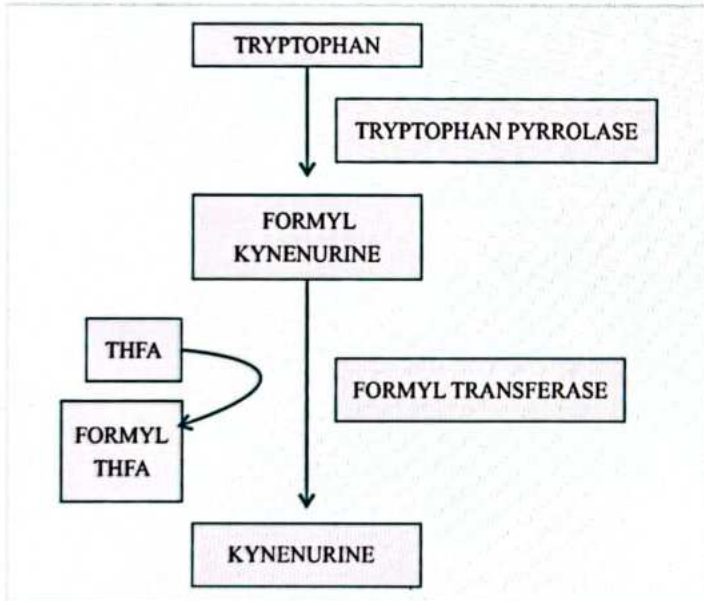 TRYPTOPHAN
TRYPTOPHAN PYRROLASE
FORMYL
KYNENURINE
THFA
FORMYL TRANSFERASE
FORMYL
THFA
KYNENURINE